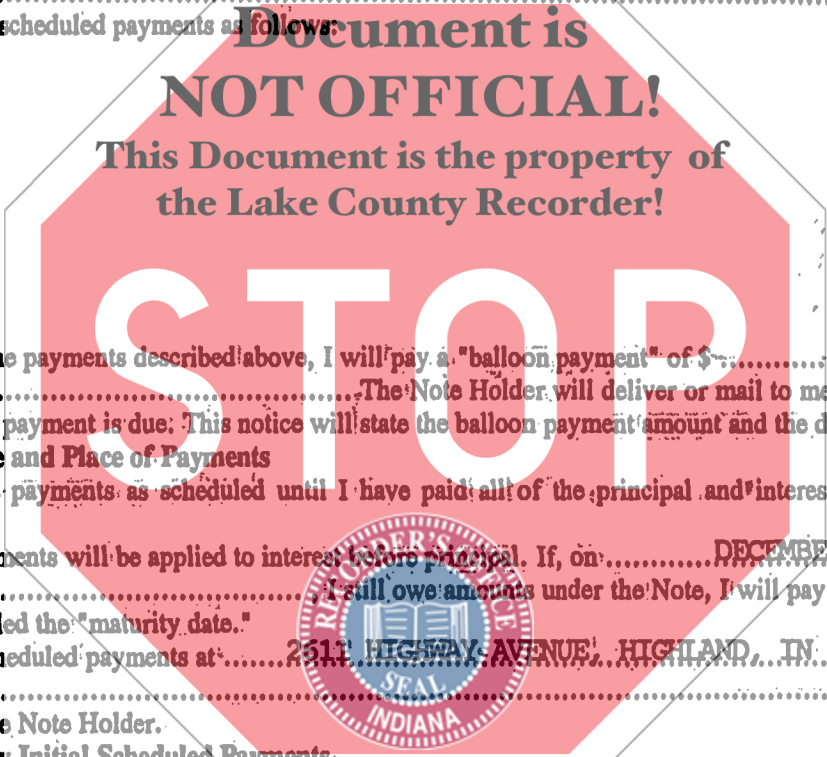 scheduled payments as follows:
Document is
NOT OFFICIAL!
This Document is the property of
the Lake County Recorder!
STOP
e payments described above, I will pay a "balloon payment" of $
The Note Holder will deliver or mail to me
payment is due. This notice will state the balloon payment amount and the d
e and Place of Payments
payments as scheduled until I have paid all of the principal and interes
ments will be applied to interest before principal. If, on DECEMBE
I still owe amounts under the Note, I will pay
ed the "maturity date."
eduled payments at 2611 HIGHWAY AVENUE, HIGHLAND, IN
e Note Holder.
Initial Scheduled Payments
RECORDER'S OFFICE
SEAL
INDIANA